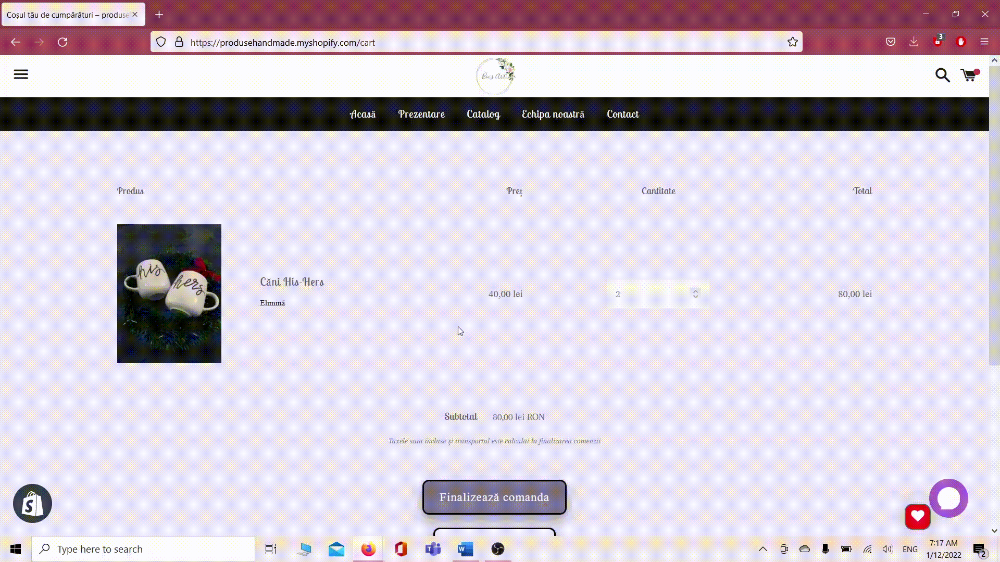 Coșul tău de cumpărături – produse
https://produsehandmade.myshopify.com/cart
3
Bia's Art
Acasă Prezentare Catalog Echipa noastră Contact
Produs Preț Cantitate Total
his
hers
Căni His-Hers
Elimină
40,00 lei 2 80,00 lei
Subtotal 80,00 lei RON
Taxele sunt incluse și transportul este calculat la finalizarea comenzii
Finalizează comanda
Type here to search
ENG
7:17 AM
1/12/2022
2